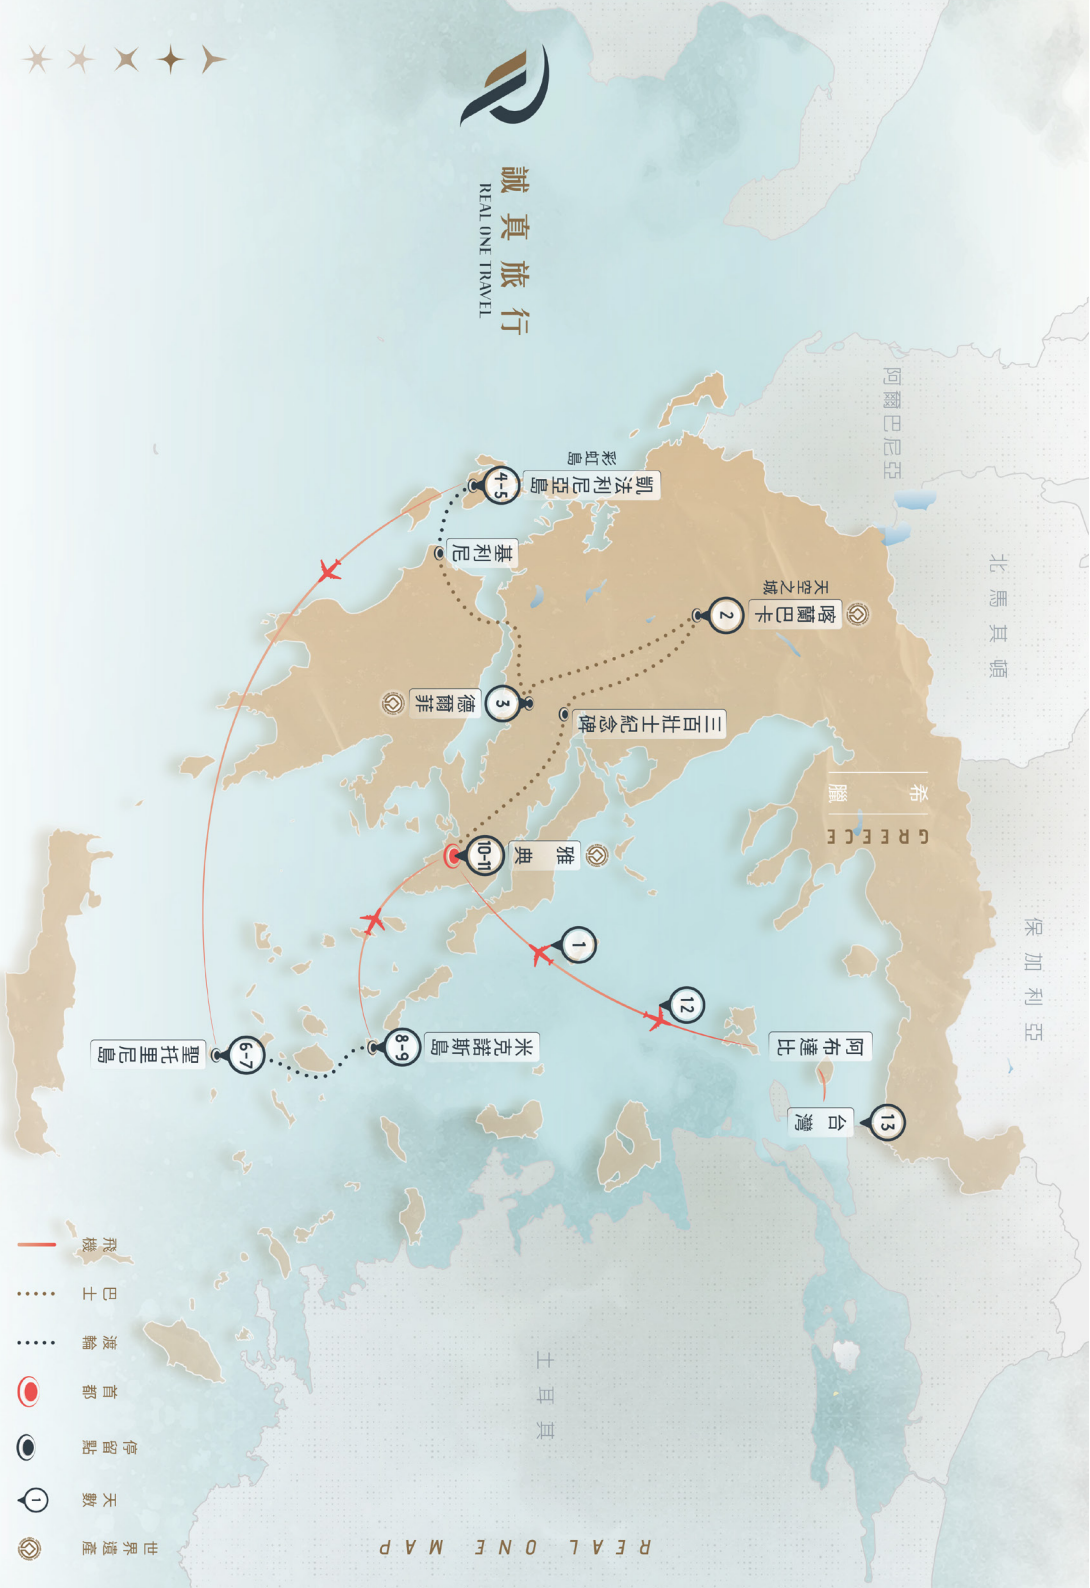 誠真旅行
REAL ONE TRAVEL
阿爾巴尼亞
北馬其頓
保加利亞
土耳其
希臘
GREECE
彩虹島
凱法利尼亞島
4-5
基利尼
天空之城
喀蘭巴卡
2
德爾菲
3
三百壯士紀念碑
雅典
10-11
1
12
阿布達比
台灣
13
米克諾斯島
8-9
聖托里尼島
6-7
飛機
巴士
渡輪
首都
停留點
1
天數
世界遺產
REAL ONE MAP